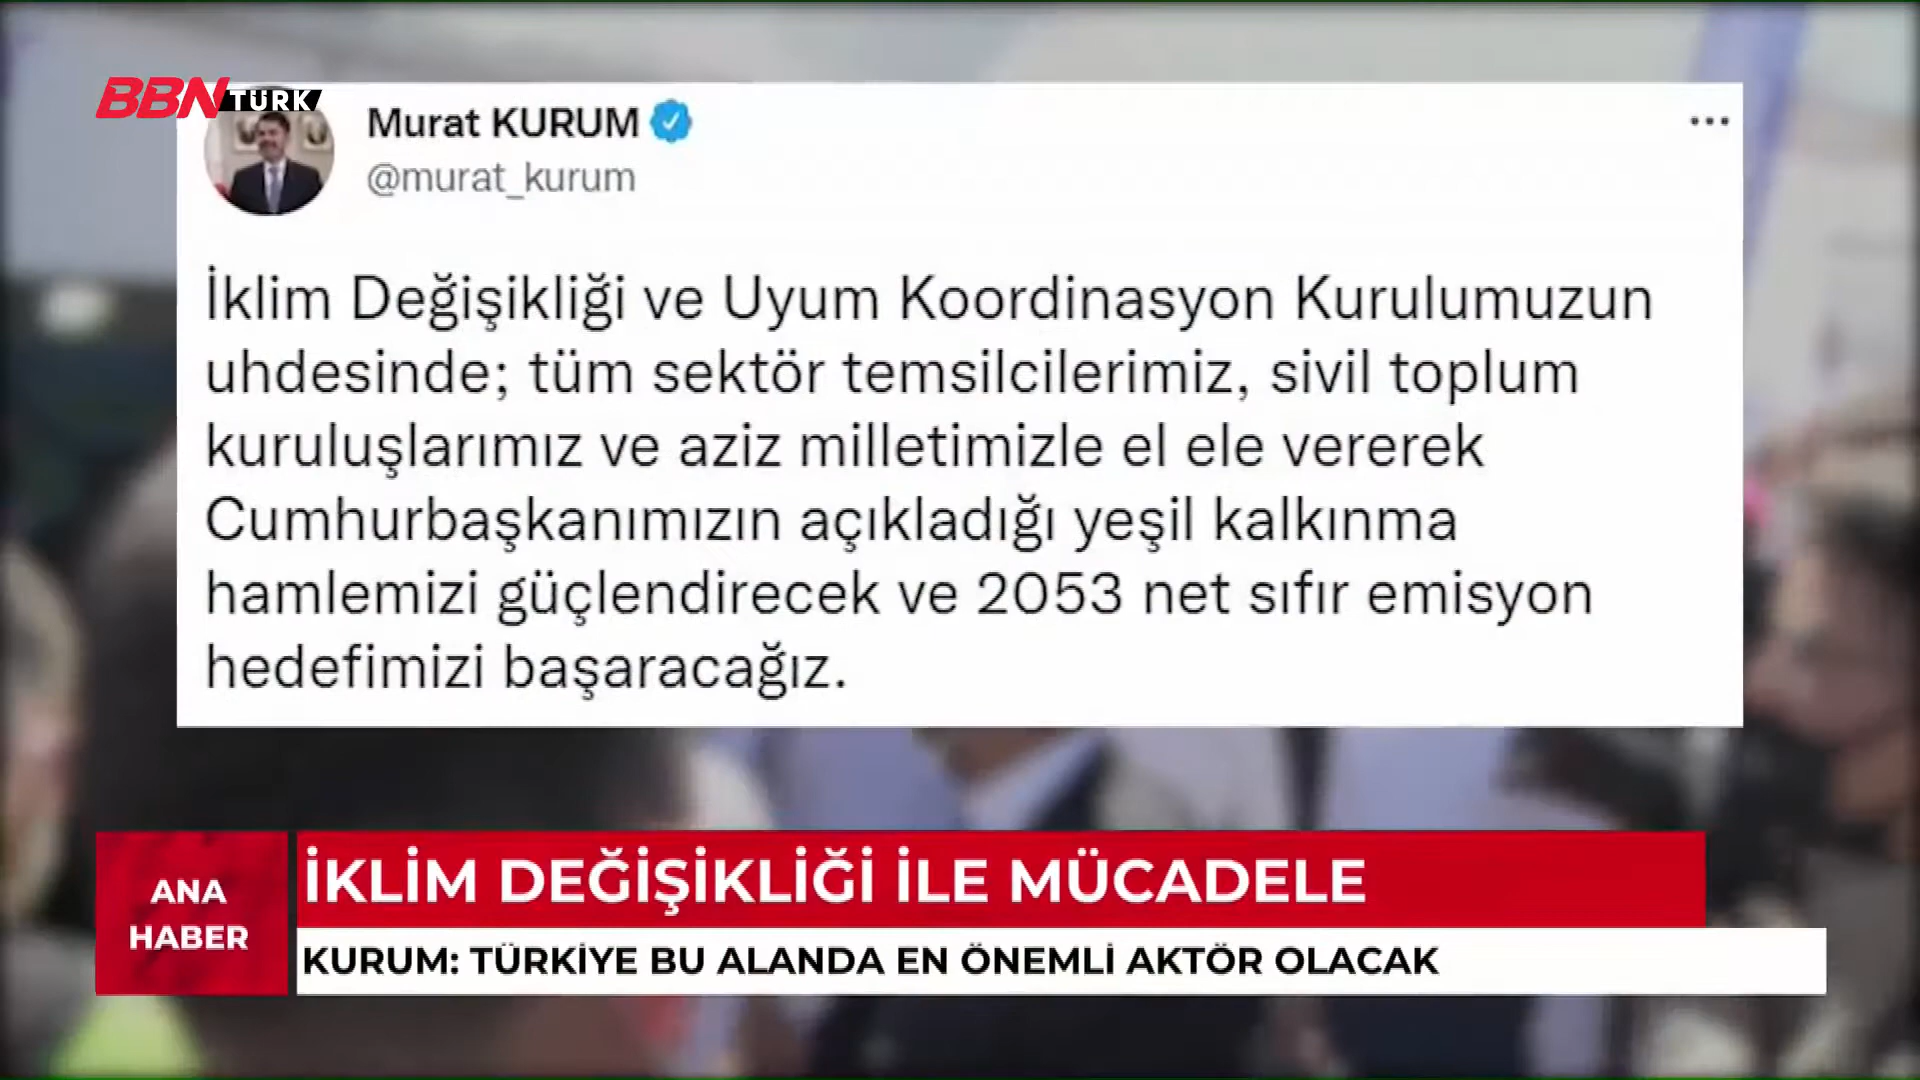 BBN TÜRK
Murat KURUM
@murat_kurum
İklim Değişikliği ve Uyum Koordinasyon Kurulumuzun
uhdesinde; tüm sektör temsilcilerimiz, sivil toplum
kuruluşlarımız ve aziz milletimizle el ele vererek
Cumhurbaşkanımızın açıkladığı yeşil kalkınma
hamlemizi güçlendirecek ve 2053 net sıfır emisyon
hedefimizi başaracağız.
ANA
HABER
İKLİM DEĞİŞİKLİĞİ İLE MÜCADELE
KURUM: TÜRKİYE BU ALANDA EN ÖNEMLİ AKTÖR OLACAK